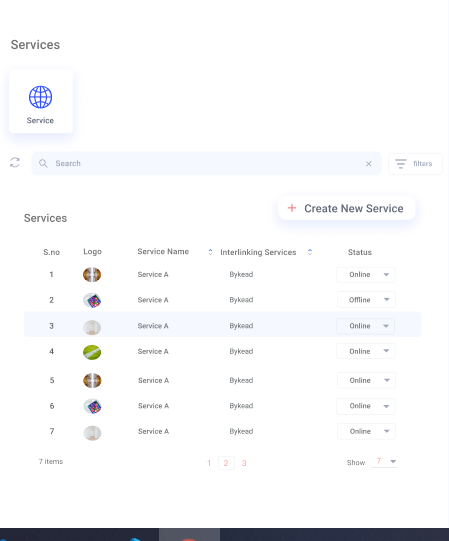 Services
Service
Search
filters
+ Create New Service
Services
S.no Logo Service Name Interlinking Services Status
1 Service A Bykead Online
2 Service A Bykead Offline
3 Service A Bykead Online
4 Service A Bykead Online
5 Service A Bykead Online
6 Service A Bykead Online
7 Service A Bykead Online
7 items 1 2 3 Show 7